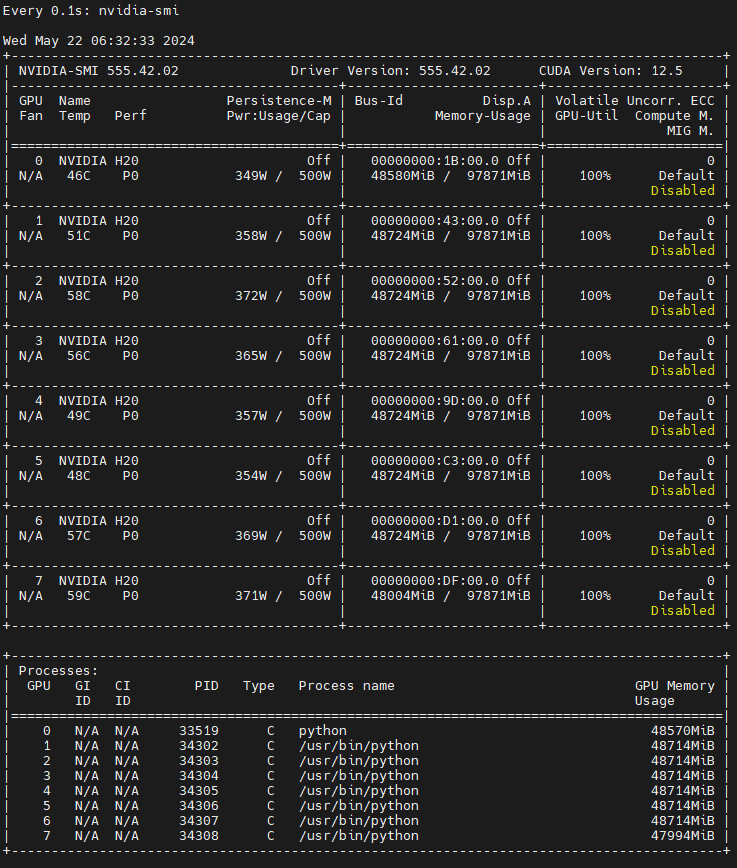 Every 0.1s: nvidia-smi
Wed May 22 06:32:33 2024
+-----------------------------------------------------------------------------------------+
| NVIDIA-SMI 555.42.02              Driver Version: 555.42.02      CUDA Version: 12.5     |
|-----------------------------------------+------------------------+----------------------+
| GPU  Name                 Persistence-M | Bus-Id          Disp.A | Volatile Uncorr. ECC |
| Fan  Temp   Perf          Pwr:Usage/Cap |           Memory-Usage | GPU-Util  Compute M. |
|                                         |                        |               MIG M. |
|=========================================+========================+======================|
|   0  NVIDIA H20                     Off |   00000000:1B:00.0 Off |                    0 |
| N/A   46C    P0            349W /  500W |   48580MiB /  97871MiB |    100%      Default |
|                                         |                        |             Disabled |
+-----------------------------------------+------------------------+----------------------+
|   1  NVIDIA H20                     Off |   00000000:43:00.0 Off |                    0 |
| N/A   51C    P0            358W /  500W |   48724MiB /  97871MiB |    100%      Default |
|                                         |                        |             Disabled |
+-----------------------------------------+------------------------+----------------------+
|   2  NVIDIA H20                     Off |   00000000:52:00.0 Off |                    0 |
| N/A   58C    P0            372W /  500W |   48724MiB /  97871MiB |    100%      Default |
|                                         |                        |             Disabled |
+-----------------------------------------+------------------------+----------------------+
|   3  NVIDIA H20                     Off |   00000000:61:00.0 Off |                    0 |
| N/A   56C    P0            365W /  500W |   48724MiB /  97871MiB |    100%      Default |
|                                         |                        |             Disabled |
+-----------------------------------------+------------------------+----------------------+
|   4  NVIDIA H20                     Off |   00000000:9D:00.0 Off |                    0 |
| N/A   49C    P0            357W /  500W |   48724MiB /  97871MiB |    100%      Default |
|                                         |                        |             Disabled |
+-----------------------------------------+------------------------+----------------------+
|   5  NVIDIA H20                     Off |   00000000:C3:00.0 Off |                    0 |
| N/A   48C    P0            354W /  500W |   48724MiB /  97871MiB |    100%      Default |
|                                         |                        |             Disabled |
+-----------------------------------------+------------------------+----------------------+
|   6  NVIDIA H20                     Off |   00000000:D1:00.0 Off |                    0 |
| N/A   57C    P0            369W /  500W |   48724MiB /  97871MiB |    100%      Default |
|                                         |                        |             Disabled |
+-----------------------------------------+------------------------+----------------------+
|   7  NVIDIA H20                     Off |   00000000:DF:00.0 Off |                    0 |
| N/A   59C    P0            371W /  500W |   48004MiB /  97871MiB |    100%      Default |
|                                         |                        |             Disabled |
+-----------------------------------------+------------------------+----------------------+
+-----------------------------------------------------------------------------------------+
| Processes:                                                                              |
|  GPU   GI   CI        PID   Type   Process name                              GPU Memory |
|        ID   ID                                                               Usage      |
|=========================================================================================|
|    0   N/A  N/A     33519      C   python                                      48570MiB |
|    1   N/A  N/A     34302      C   /usr/bin/python                             48714MiB |
|    2   N/A  N/A     34303      C   /usr/bin/python                             48714MiB |
|    3   N/A  N/A     34304      C   /usr/bin/python                             48714MiB |
|    4   N/A  N/A     34305      C   /usr/bin/python                             48714MiB |
|    5   N/A  N/A     34306      C   /usr/bin/python                             48714MiB |
|    6   N/A  N/A     34307      C   /usr/bin/python                             48714MiB |
|    7   N/A  N/A     34308      C   /usr/bin/python                             47994MiB |
+-----------------------------------------------------------------------------------------+